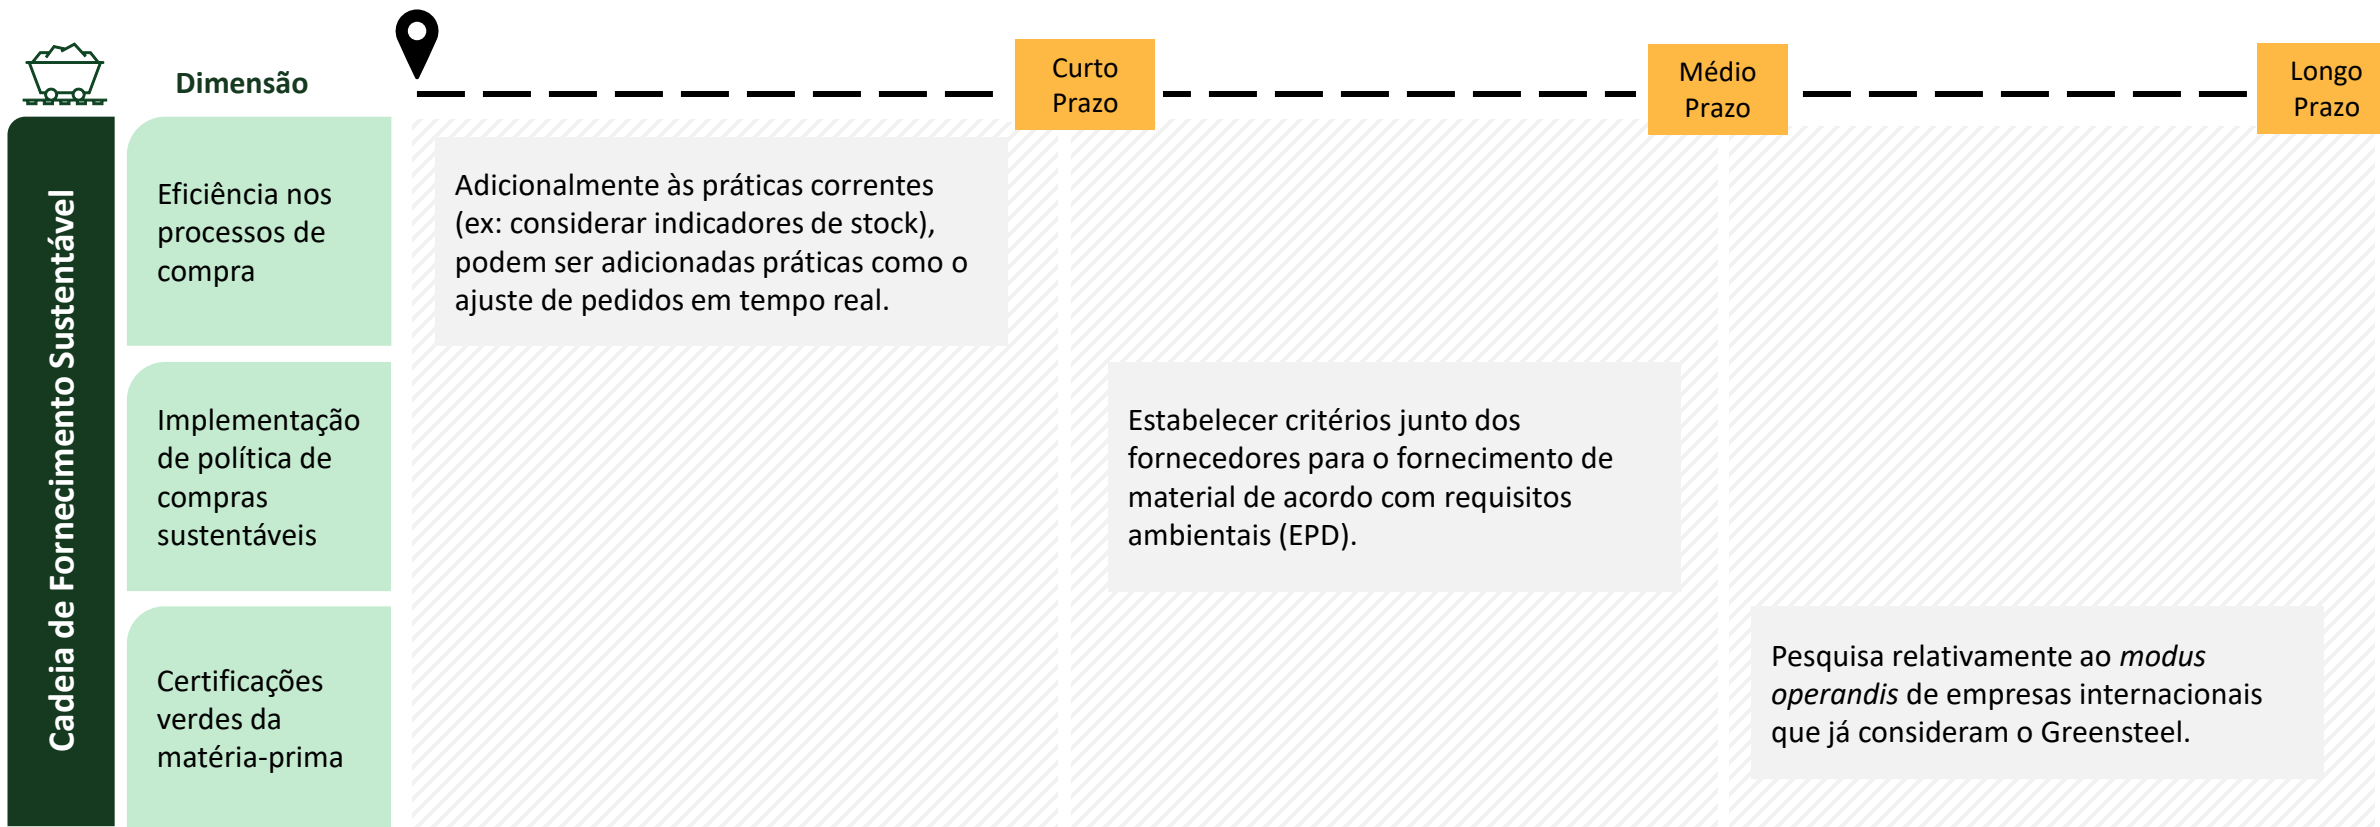 Dimensão
Curto
Prazo
Médio
Prazo
Longo
Prazo
Cadeia de Fornecimento Sustentável
Eficiência nos
processos de
compra
Adicionalmente às práticas correntes
(ex: considerar indicadores de stock),
podem ser adicionadas práticas como o
ajuste de pedidos em tempo real.
Implementação
de política de
compras
sustentáveis
Estabelecer critérios junto dos
fornecedores para o fornecimento de
material de acordo com requisitos
ambientais (EPD).
Certificações
verdes da
matéria-prima
Pesquisa relativamente ao modus
operandis de empresas internacionais
que já consideram o Greensteel.